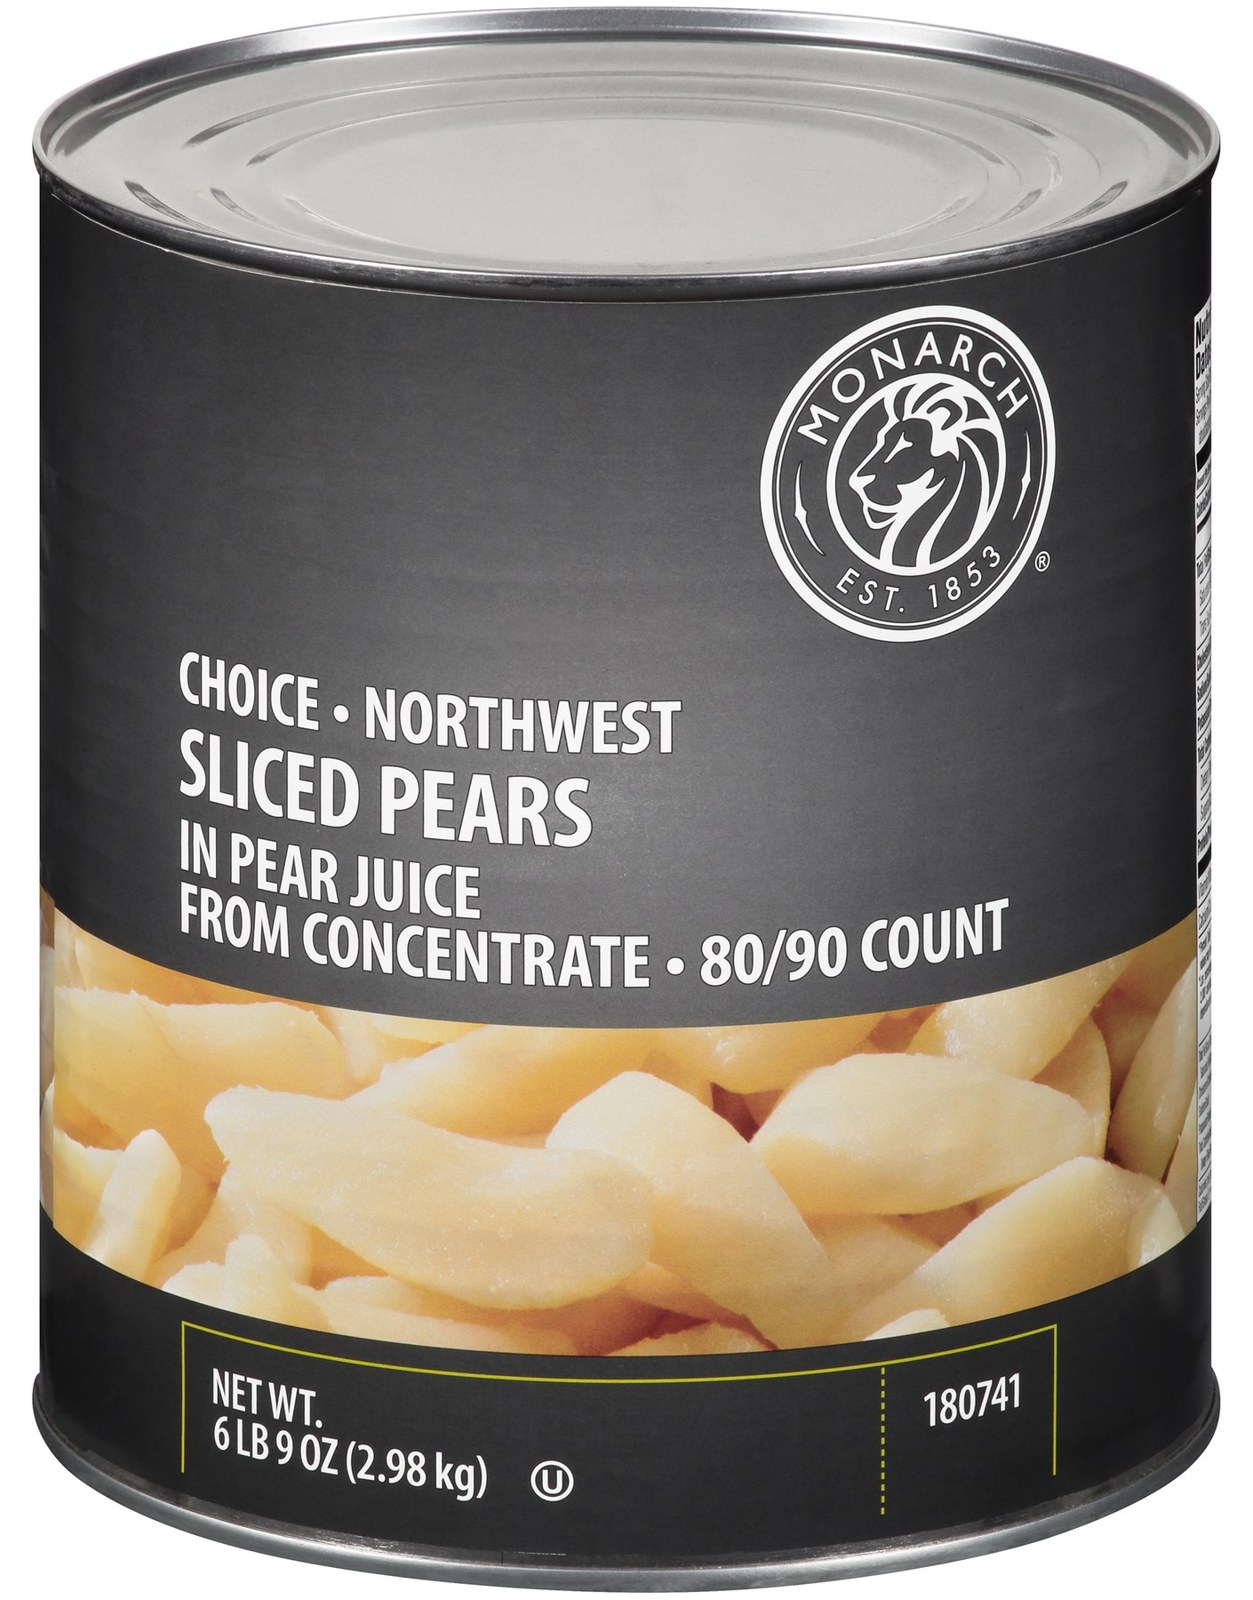 MONARCH
EST. 1853
®
CHOICE • NORTHWEST
SLICED PEARS
IN PEAR JUICE
FROM CONCENTRATE • 80/90 COUNT
NET WT.
6 LB 9 OZ (2.98 kg)
U
180741